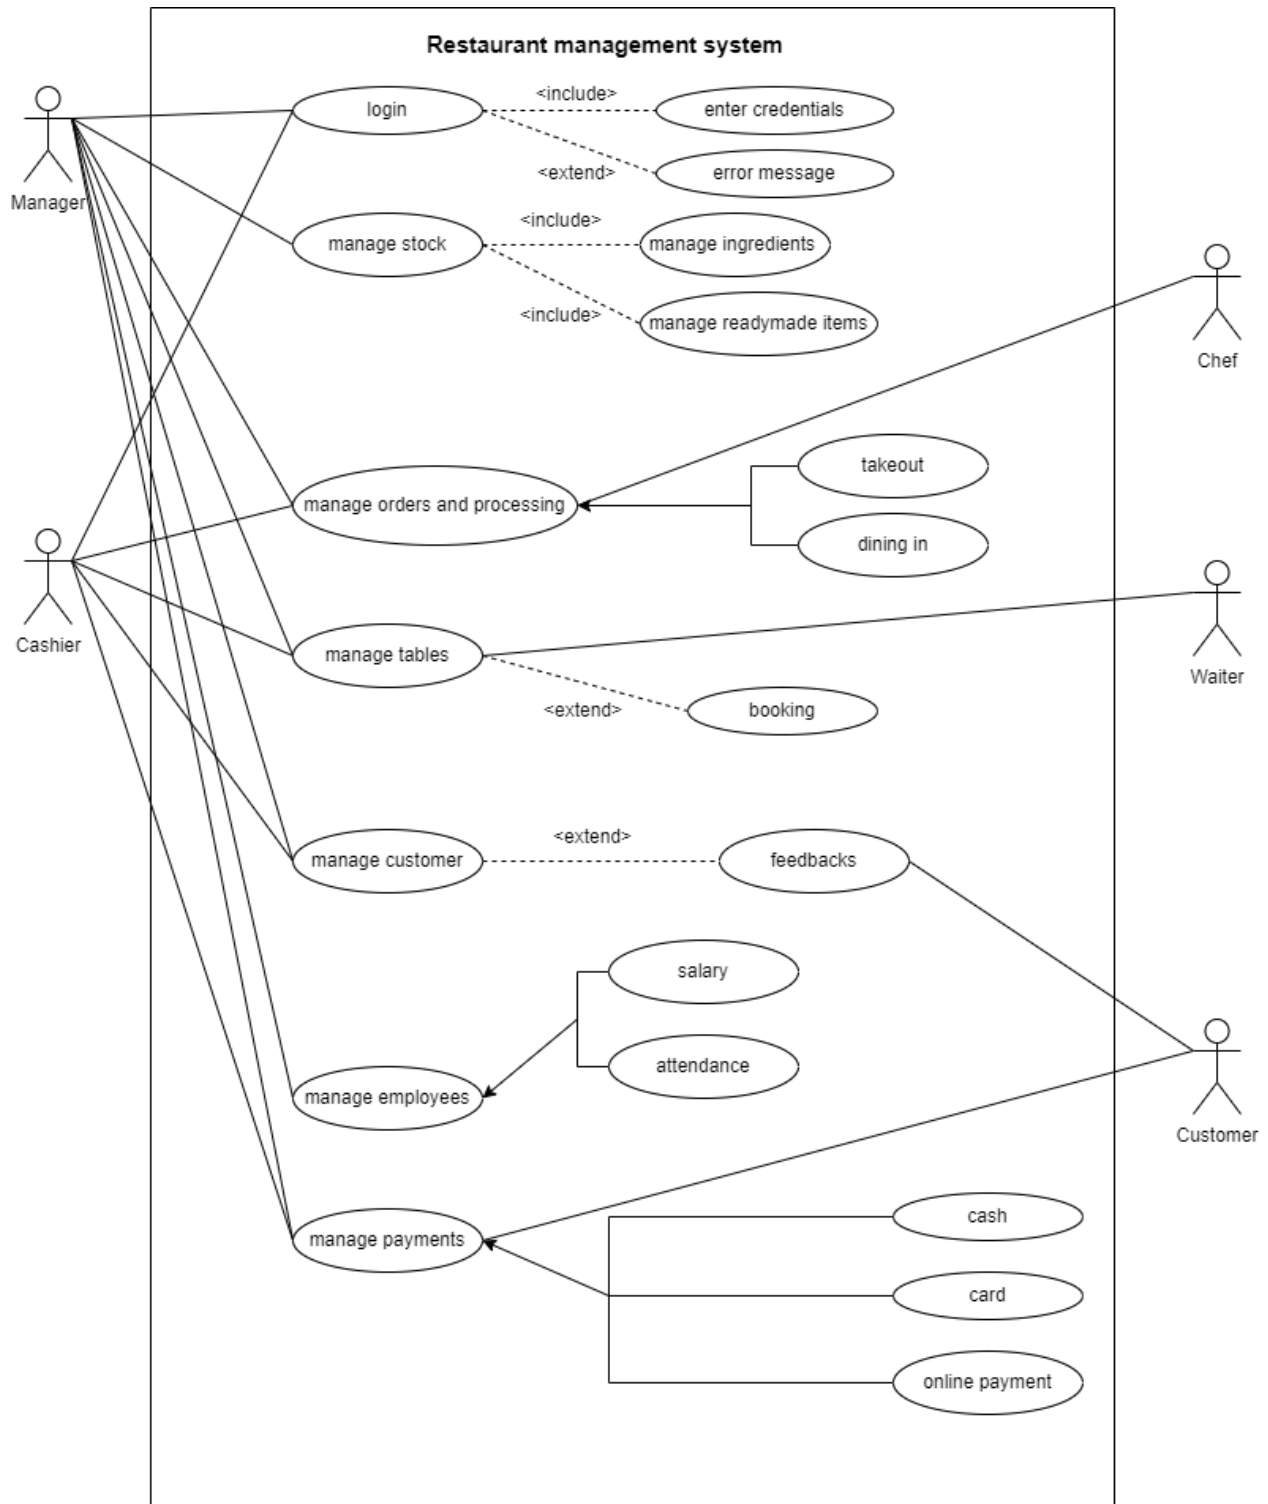 Restaurant management system
Manager
login
<include>
enter credentials
<extend>
error message
manage stock
<include>
manage ingredients
<include>
manage readymade items
Chef
manage orders and processing
takeout
dining in
Cashier
manage tables
<extend>
booking
Waiter
manage customer
<extend>
feedbacks
salary
attendance
manage employees
Customer
manage payments
cash
card
online payment